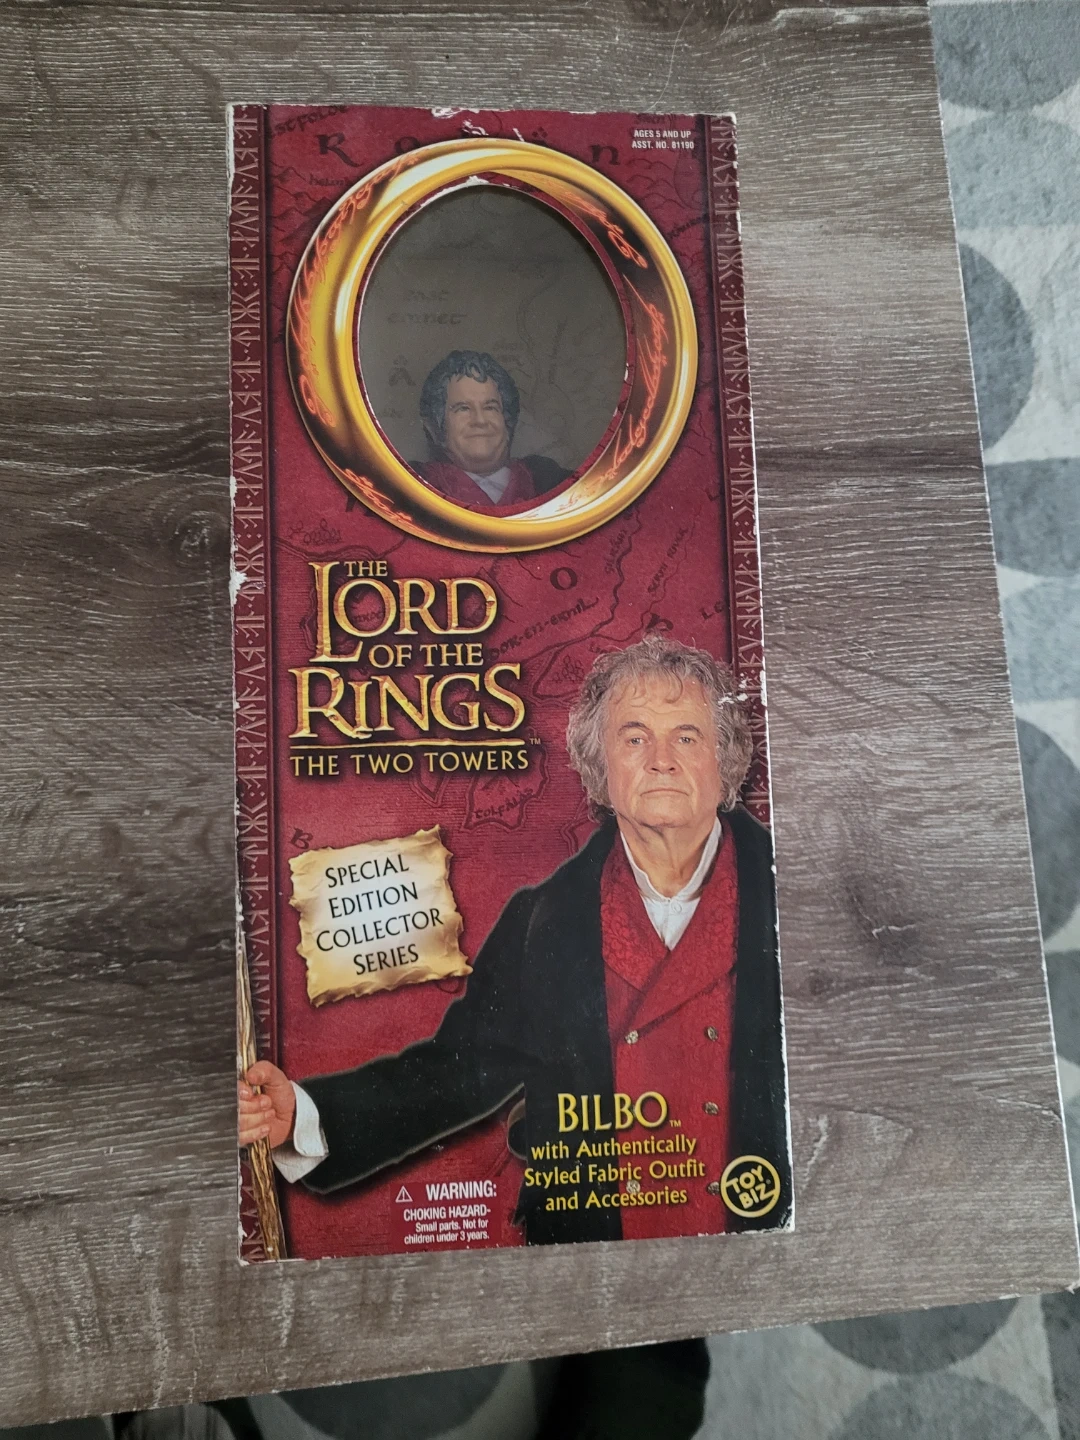 AGES 5 AND UP
ASST. NO. 81190
THE
LORD
OF THE
RINGS™
THE TWO TOWERS
SPECIAL
EDITION
COLLECTOR
SERIES
BILBO™
with Authentically
Styled Fabric Outfit
and Accessories
TOY
BIZ
⚠ WARNING:
CHOKING HAZARD-
Small parts. Not for
children under 3 years.